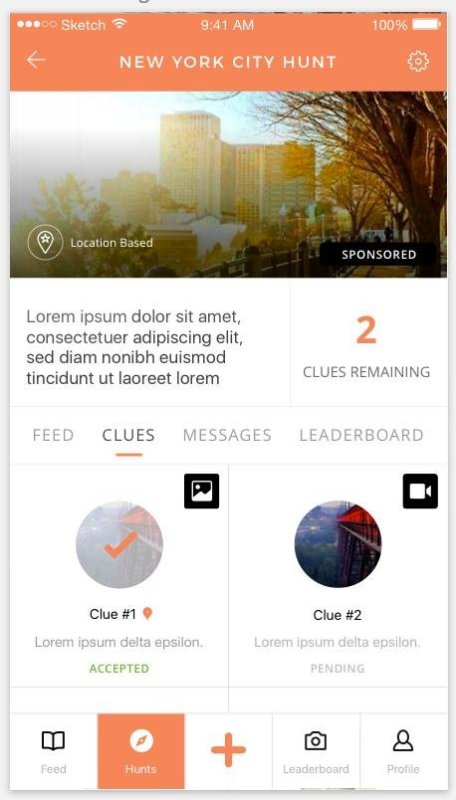 Sketch 9:41 AM 100%
NEW YORK CITY HUNT
Location Based
SPONSORED
Lorem ipsum dolor sit amet,
consectetuer adipiscing elit,
sed diam nonibh euismod
tincidunt ut laoreet lorem
2
CLUES REMAINING
FEED CLUES MESSAGES LEADERBOARD
Clue #1
Lorem ipsum delta epsilon.
ACCEPTED
Clue #2
Lorem ipsum delta epsilon.
PENDING
Feed Hunts Leaderboard Profile